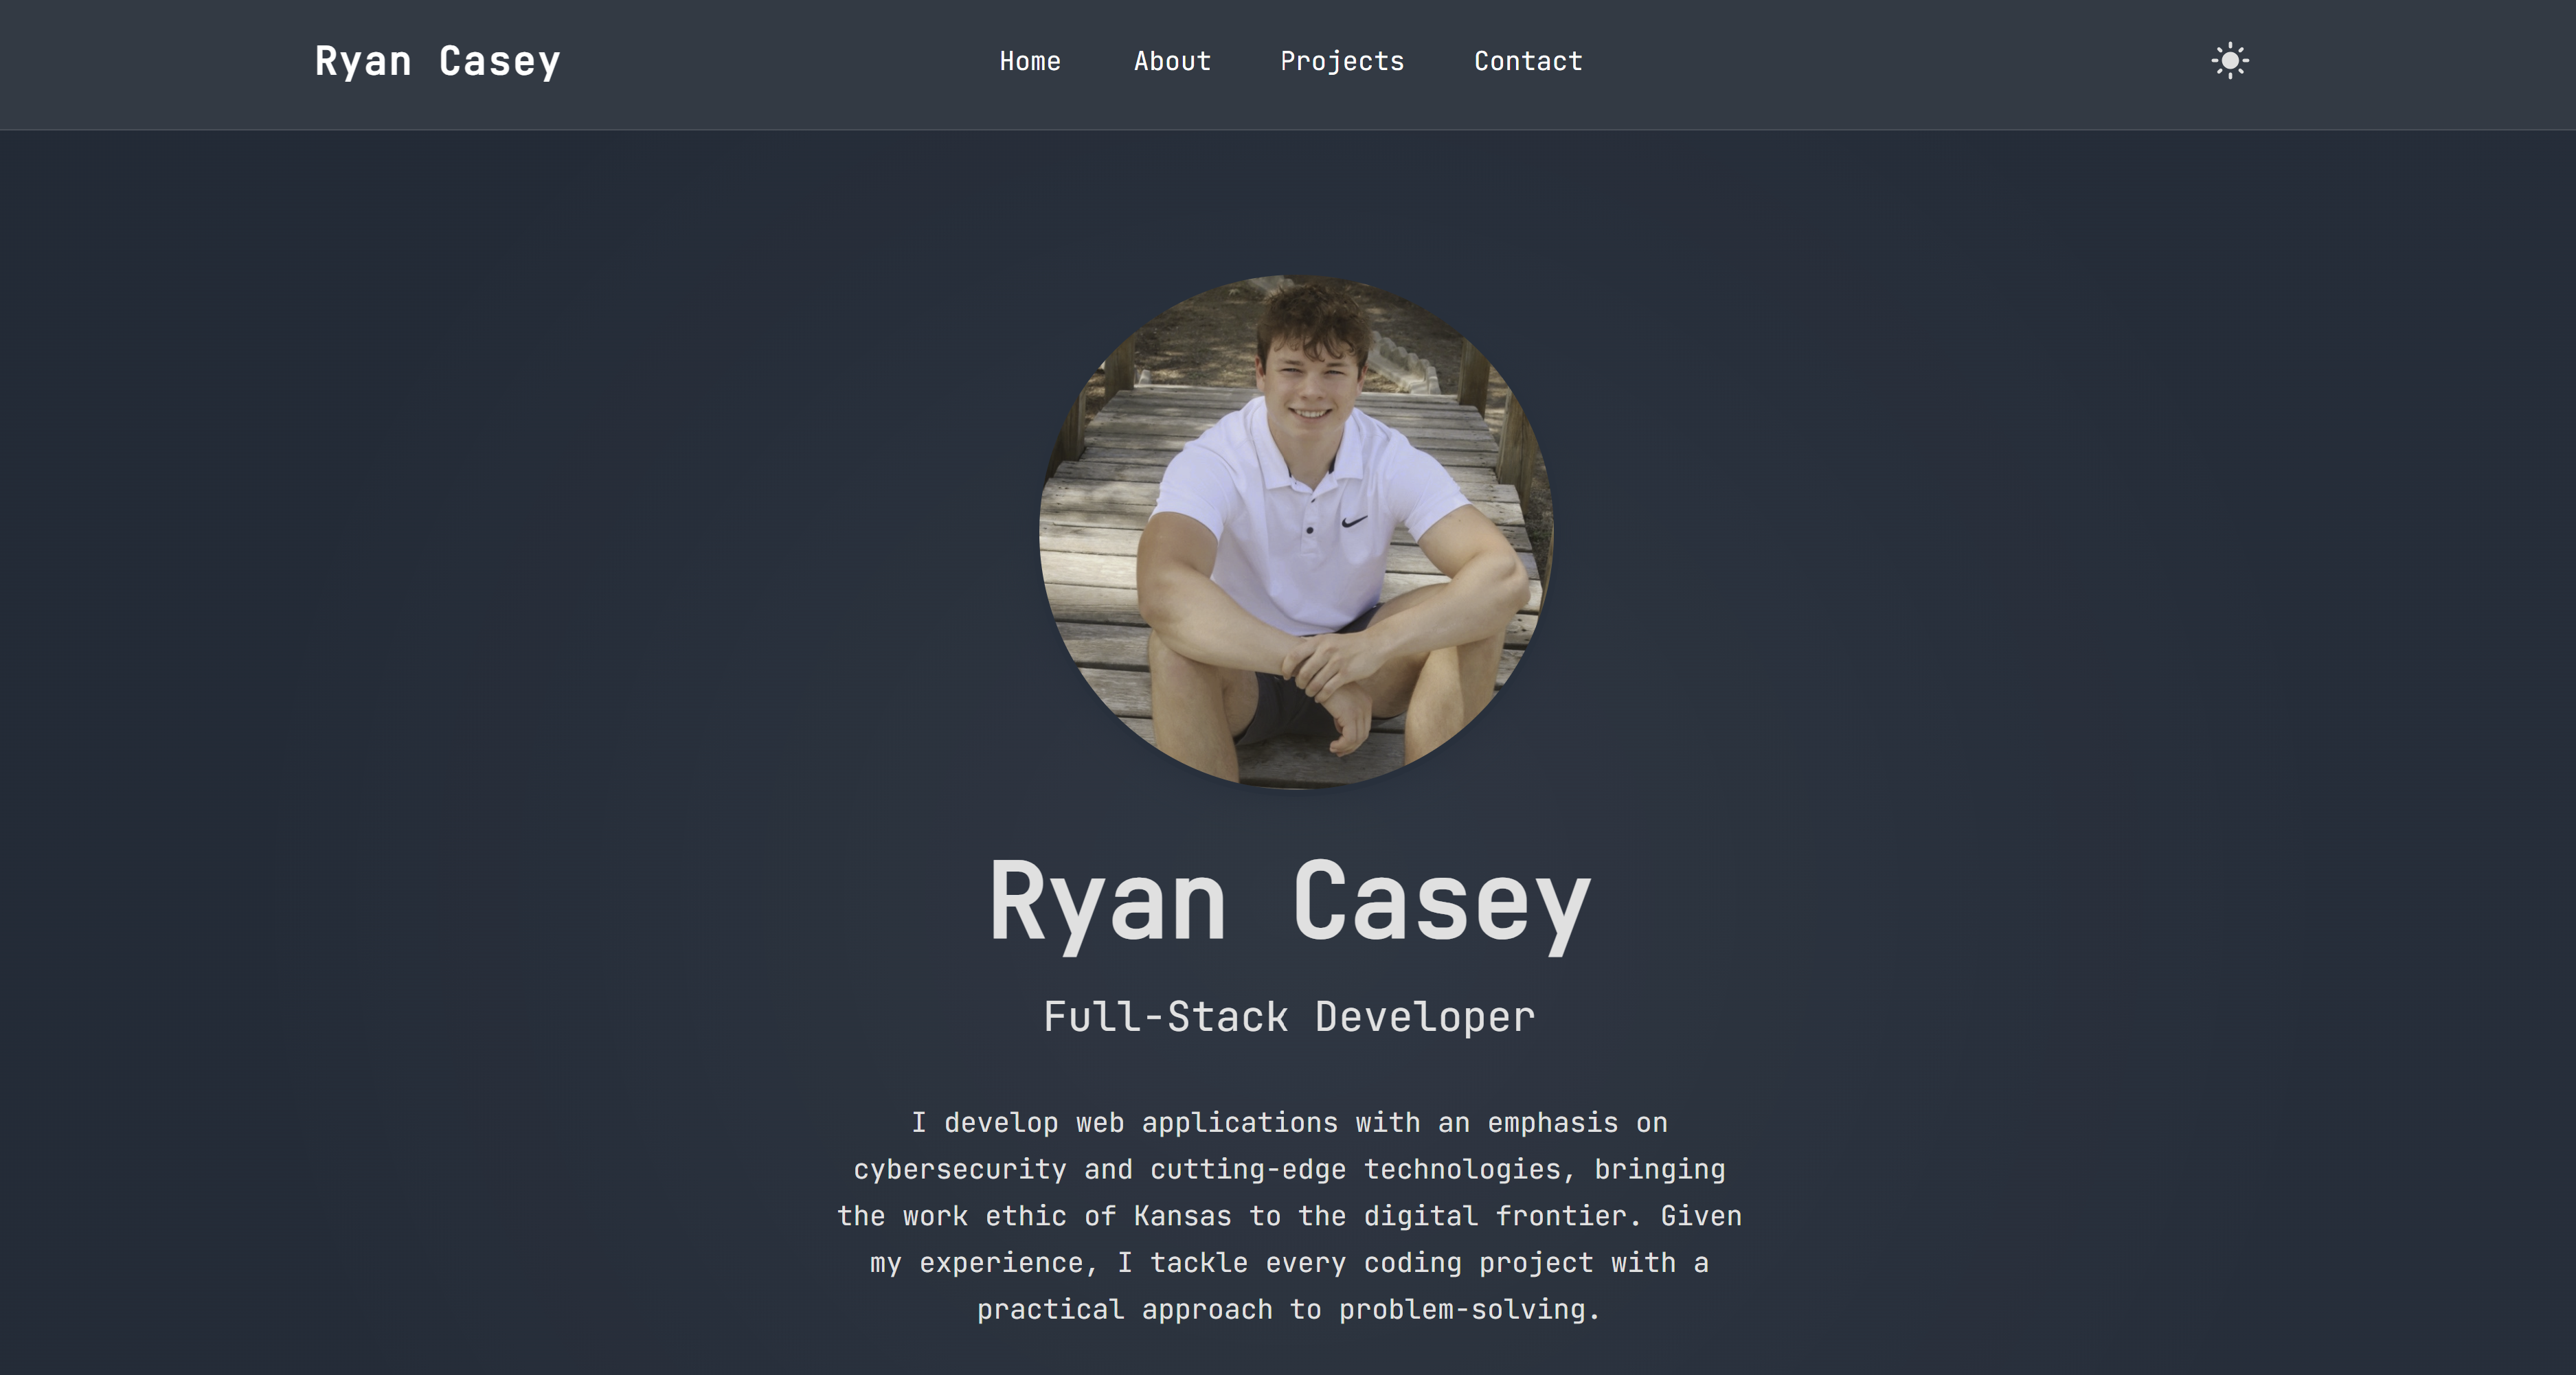 Ryan Casey
Home About Projects Contact
Ryan Casey
Full-Stack Developer
I develop web applications with an emphasis on
cybersecurity and cutting-edge technologies, bringing
the work ethic of Kansas to the digital frontier. Given
my experience, I tackle every coding project with a
practical approach to problem-solving.